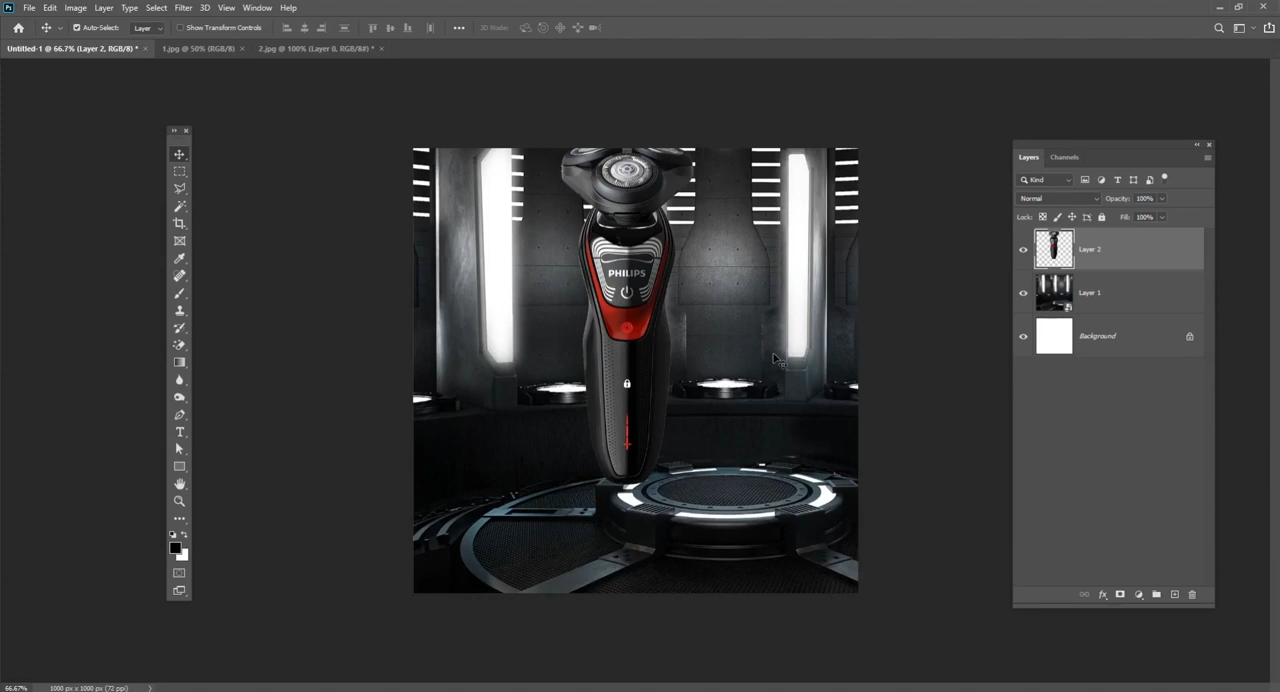 Ps File Edit Image Layer Type Select Filter 3D View Window Help
Auto-Select: Layer Show Transform Controls 3D Mode:
Untitled-1 @ 66.7% (Layer 2, RGB/8) * × 1.jpg @ 50% (RGB/8) × 2.jpg @ 100% (Layer 0, RGB/8#) * ×
Layers Channels
Kind
Normal Opacity: 100%
Lock: Fill: 100%
Layer 2
Layer 1
Background
PHILIPS
66.67% 1000 px x 1000 px (72 ppi)